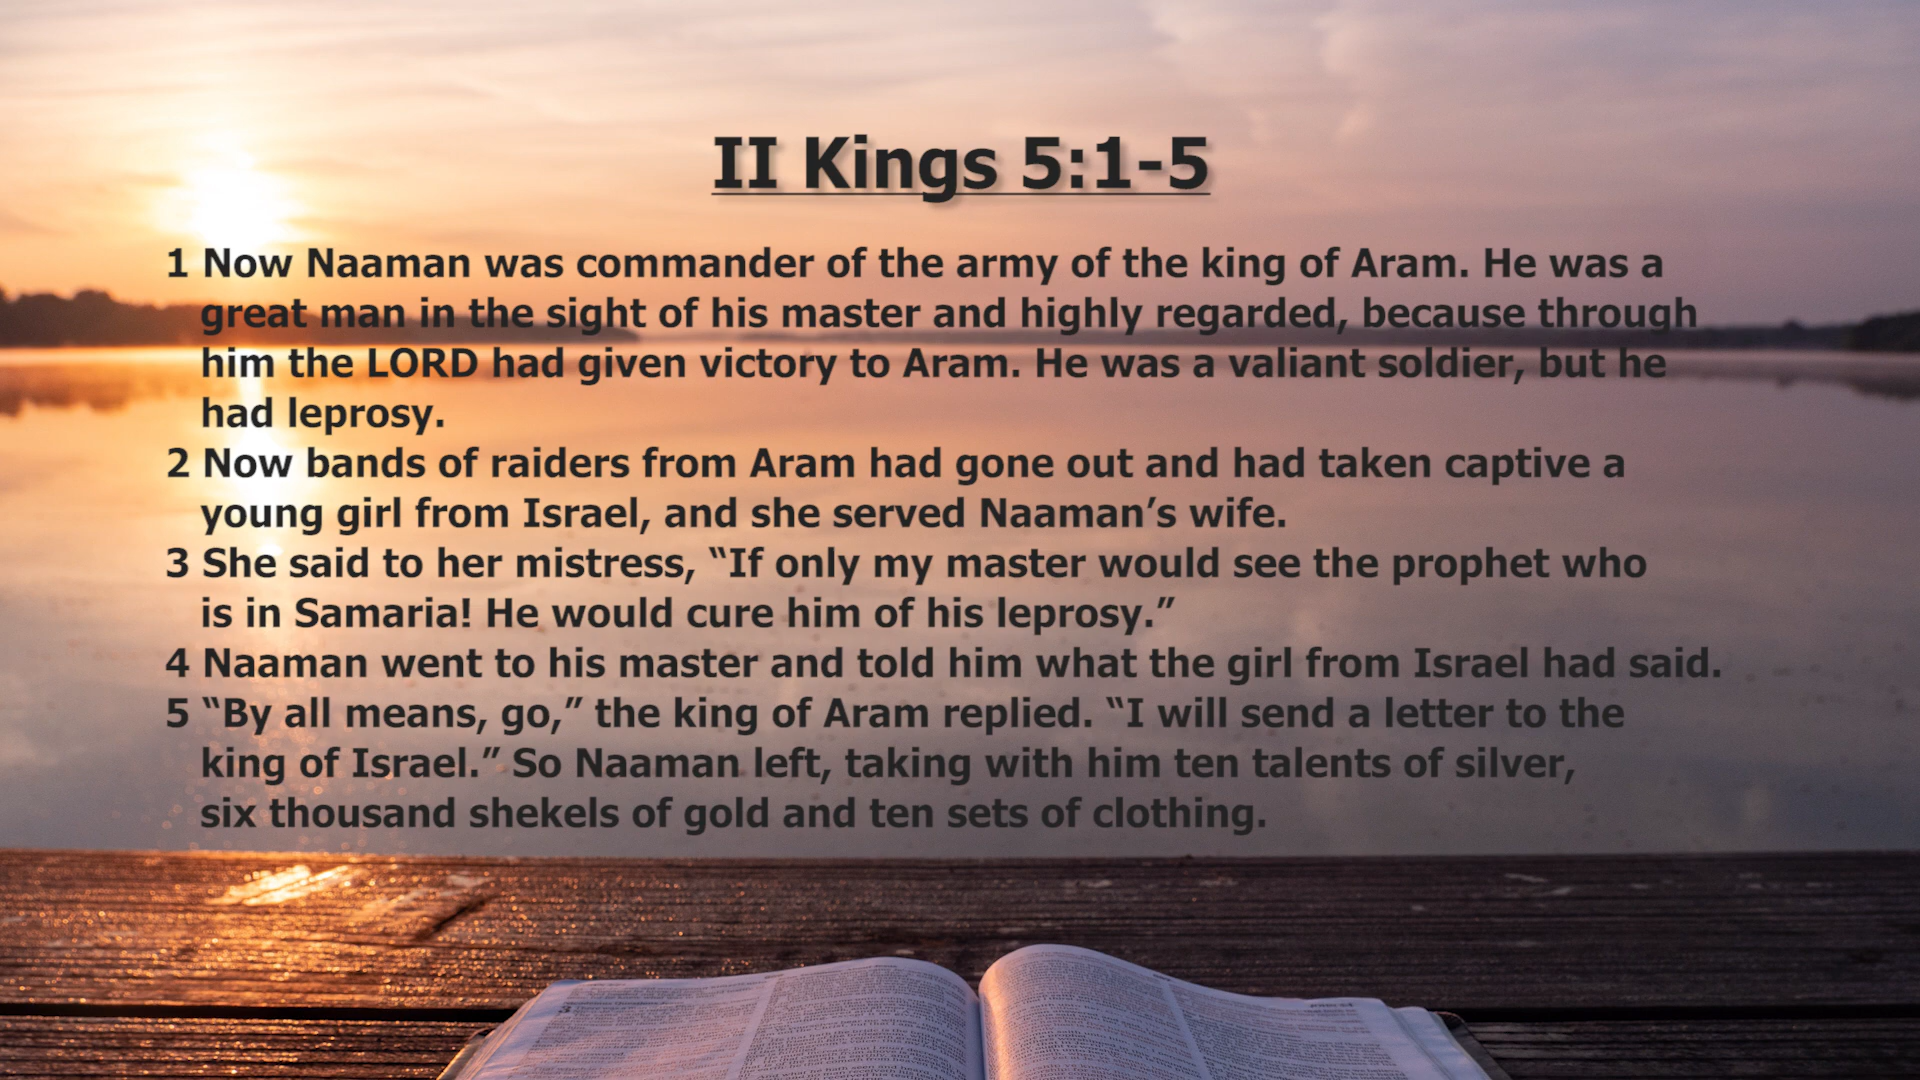 II Kings 5:1-5
1 Now Naaman was commander of the army of the king of Aram. He was a
great man in the sight of his master and highly regarded, because through
him the LORD had given victory to Aram. He was a valiant soldier, but he
had leprosy.
2 Now bands of raiders from Aram had gone out and had taken captive a
young girl from Israel, and she served Naaman’s wife.
3 She said to her mistress, “If only my master would see the prophet who
is in Samaria! He would cure him of his leprosy.”
4 Naaman went to his master and told him what the girl from Israel had said.
5 “By all means, go,” the king of Aram replied. “I will send a letter to the
king of Israel.” So Naaman left, taking with him ten talents of silver,
six thousand shekels of gold and ten sets of clothing.